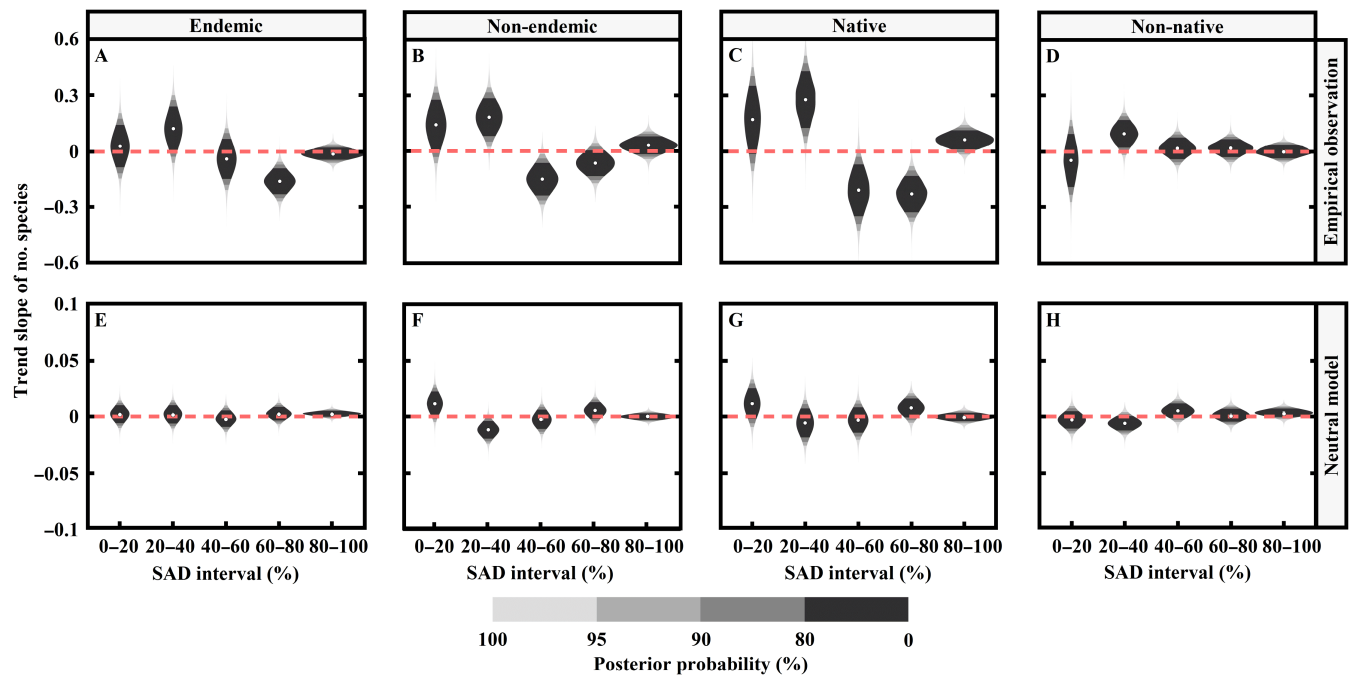 Endemic Non-endemic Native Non-native
A B C D
0.6
0.3
0
−0.3
−0.6
Empirical observation
Trend slope of no. species
E F G H
0.1
0.05
0
−0.05
−0.1
Neutral model
0−20 20−40 40−60 60−80 80−100 0−20 20−40 40−60 60−80 80−100 0−20 20−40 40−60 60−80 80−100 0−20 20−40 40−60 60−80 80−100
SAD interval (%) SAD interval (%) SAD interval (%) SAD interval (%)
100 95 90 80 0
Posterior probability (%)